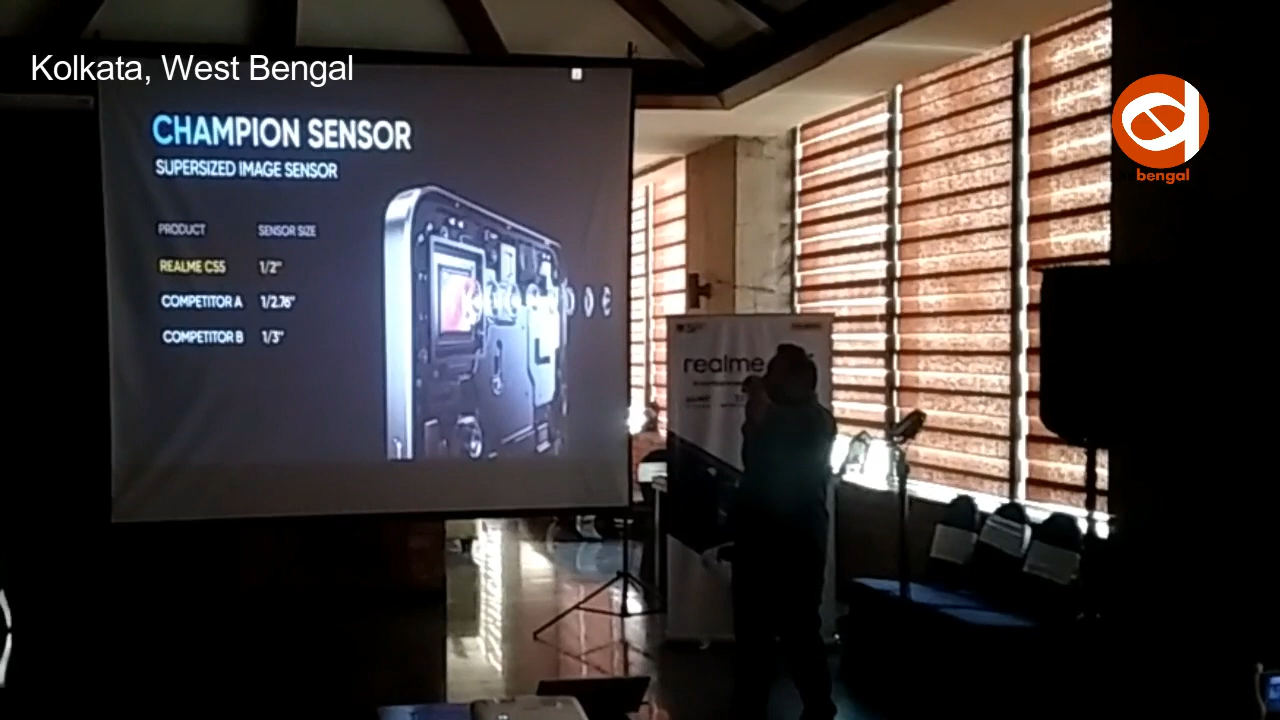 Kolkata, West Bengal
CHAMPION SENSOR
SUPERSIZED IMAGE SENSOR
PRODUCT SENSOR SIZE
REALME C55 1/2"
COMPETITOR A 1/2.76"
COMPETITOR B 1/3"
bengal
realme